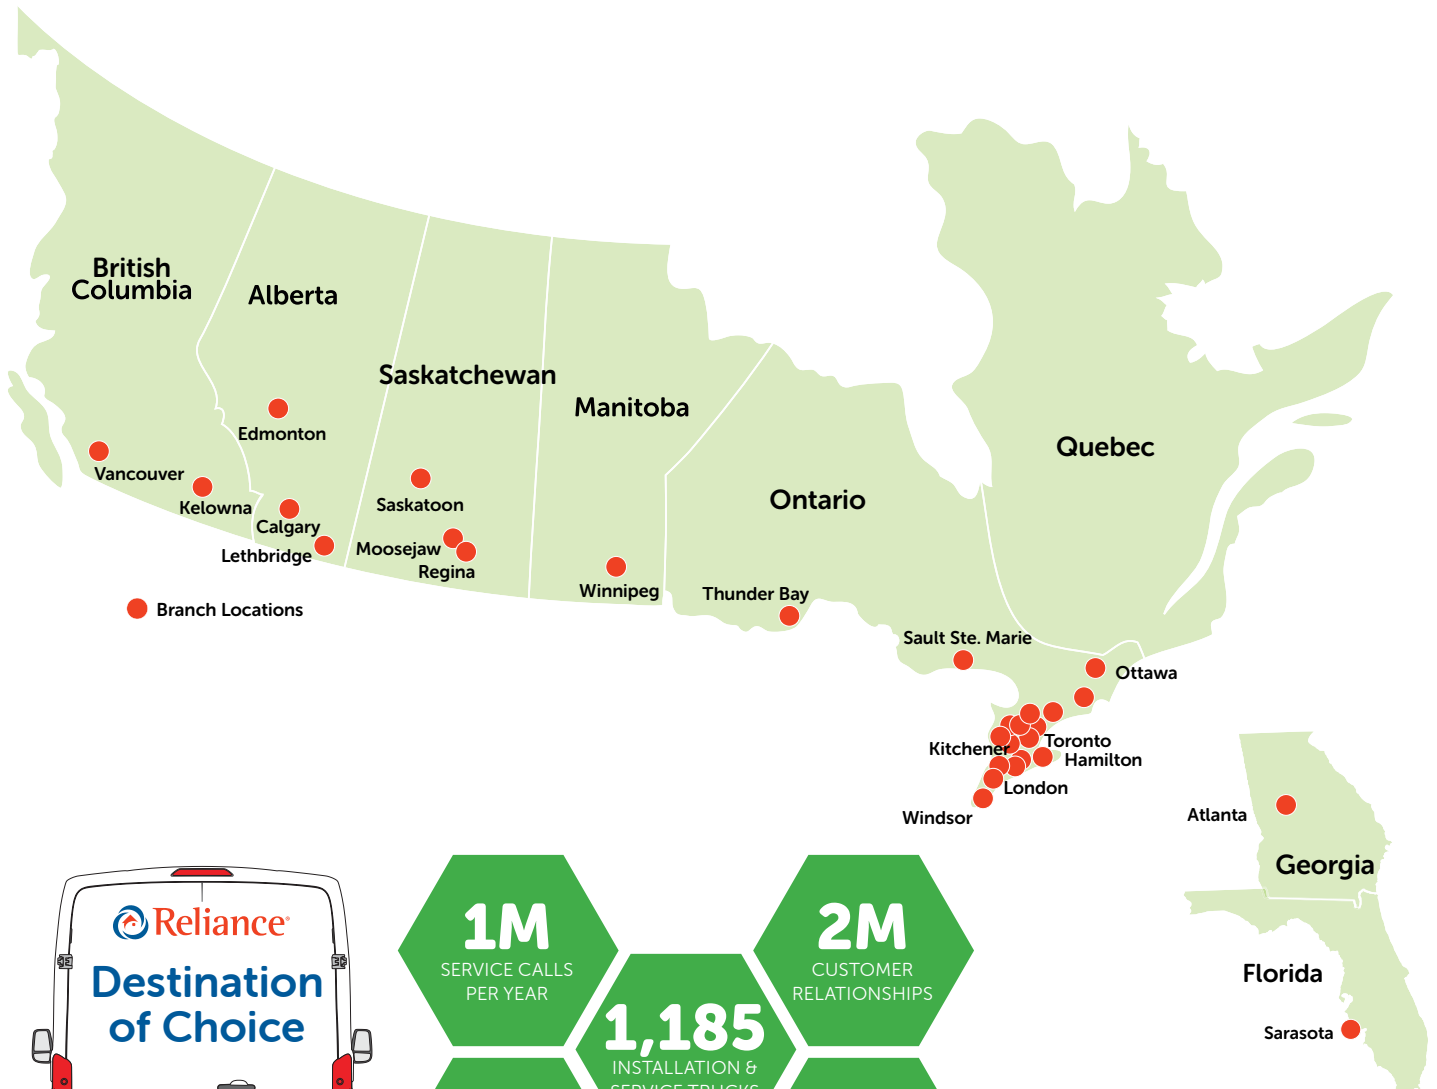 British
Columbia
Alberta
Saskatchewan
Manitoba
Quebec
Ontario
Edmonton
Vancouver
Kelowna
Saskatoon
Calgary
Moosejaw
Lethbridge
Regina
Winnipeg
Thunder Bay
Branch Locations
Sault Ste. Marie
Ottawa
Kitchener
Toronto
Hamilton
London
Windsor
Atlanta
Georgia
Florida
Sarasota
Reliance®
Destination
of Choice
1M
SERVICE CALLS
PER YEAR
2M
CUSTOMER
RELATIONSHIPS
1,185
INSTALLATION &
SERVICE TRUCKS